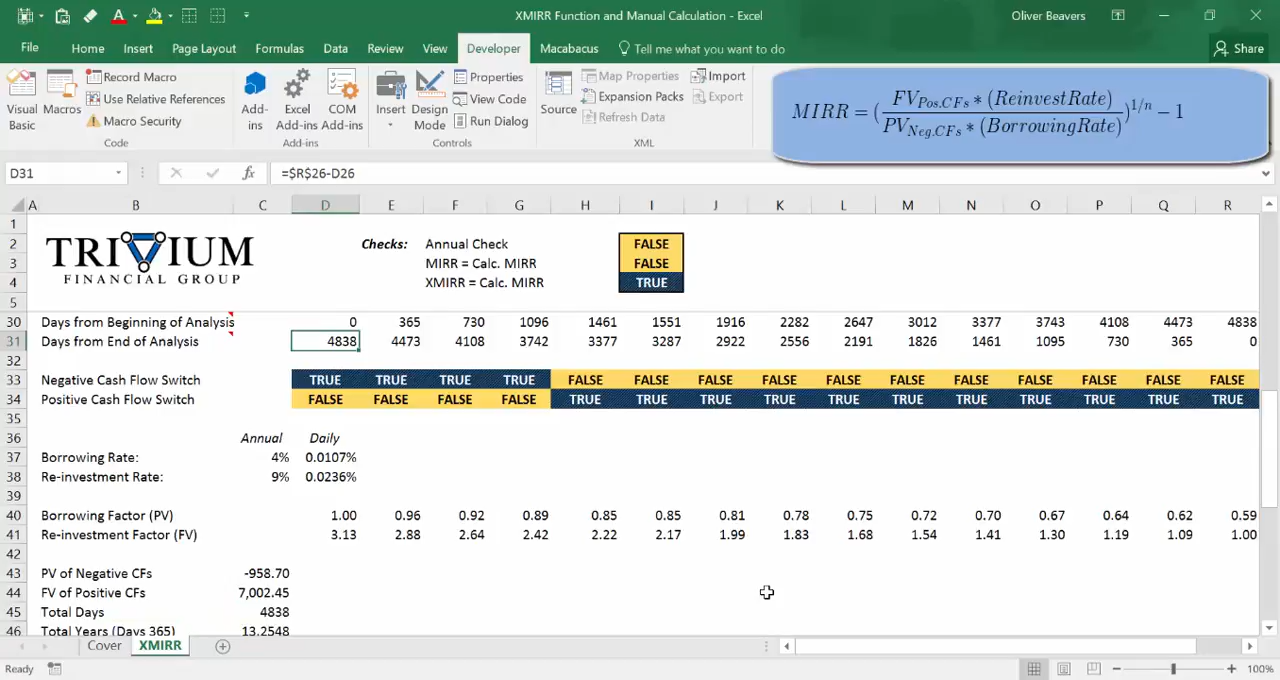 XMIRR Function and Manual Calculation - Excel
Oliver Beavers
File Home Insert Page Layout Formulas Data Review View Developer Macabacus Tell me what you want to do Share
Visual Basic
Macros
Record Macro
Use Relative References
Macro Security
Code
Add-ins
Excel Add-ins
COM Add-ins
Add-ins
Insert
Design Mode
Properties
View Code
Run Dialog
Controls
Source
Map Properties
Expansion Packs
Refresh Data
Import
Export
XML
MIRR = (FV_{Pos.CFs} * (ReinvestRate) / PV_{Neg.CFs} * (BorrowingRate))^{1/n} − 1
D31 fx =$R$26-D26
A B C D E F G H I J K L M N O P Q R
1
2 Checks: Annual Check FALSE
3 MIRR = Calc. MIRR FALSE
4 XMIRR = Calc. MIRR TRUE
TRIVIUM
FINANCIAL GROUP
5
30 Days from Beginning of Analysis 0 365 730 1096 1461 1551 1916 2282 2647 3012 3377 3743 4108 4473 4838
31 Days from End of Analysis 4838 4473 4108 3742 3377 3287 2922 2556 2191 1826 1461 1095 730 365 0
32
33 Negative Cash Flow Switch TRUE TRUE TRUE TRUE FALSE FALSE FALSE FALSE FALSE FALSE FALSE FALSE FALSE FALSE FALSE
34 Positive Cash Flow Switch FALSE FALSE FALSE FALSE TRUE TRUE TRUE TRUE TRUE TRUE TRUE TRUE TRUE TRUE TRUE
35
36 Annual Daily
37 Borrowing Rate: 4% 0.0107%
38 Re-investment Rate: 9% 0.0236%
39
40 Borrowing Factor (PV) 1.00 0.96 0.92 0.89 0.85 0.85 0.81 0.78 0.75 0.72 0.70 0.67 0.64 0.62 0.59
41 Re-investment Factor (FV) 3.13 2.88 2.64 2.42 2.22 2.17 1.99 1.83 1.68 1.54 1.41 1.30 1.19 1.09 1.00
42
43 PV of Negative CFs -958.70
44 FV of Positive CFs 7,002.45
45 Total Days 4838
46 Total Years (Days 365) 13.2548
Cover XMIRR
Ready 100%